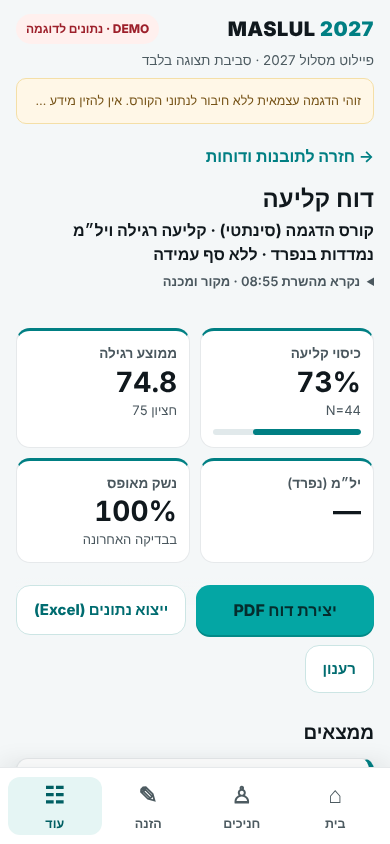 MASLUL 2027
DEMO · נתונים לדוגמה
פיילוט מסלול 2027 · סביבת תצוגה בלבד
זוהי הדגמה עצמאית ללא חיבור לנתוני הקורס. אין להזין מידע ...
→ חזרה לתובנות ודוחות
דוח קליעה
קורס הדגמה (סינתטי) · קליעה רגילה ויל״מ
נמדדות בנפרד · ללא סף עמידה
◂ נקרא מהשרת 08:55 · מקור ומכנה
כיסוי קליעה
73%
N=44
ממוצע רגילה
74.8
חציון 75
יל״מ (נפרד)
—
נשק מאופס
100%
בבדיקה האחרונה
יצירת דוח PDF
ייצוא נתונים (Excel)
רענון
ממצאים
בית
חניכים
הזנה
עוד